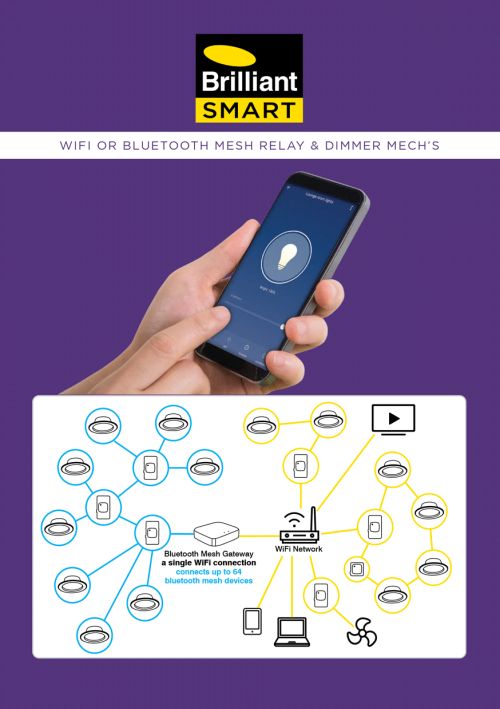 Brilliant
SMART
WIFI OR BLUETOOTH MESH RELAY & DIMMER MECH'S
Bluetooth Mesh Gateway
a single WiFi connection
connects up to 64
bluetooth mesh devices
WiFi Network